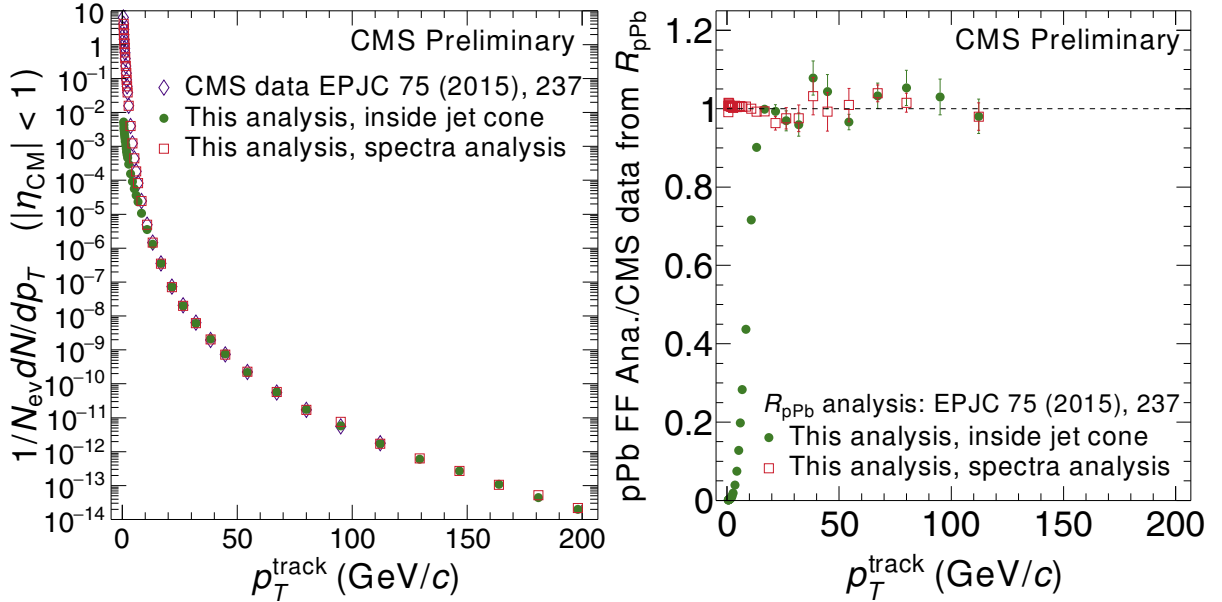 CMS Preliminary
CMS data EPJC 75 (2015), 237
This analysis, inside jet cone
This analysis, spectra analysis
1/N_ev dN/dp_T (|η_CM| < 1)
10
1
10^−1
10^−2
10^−3
10^−4
10^−5
10^−6
10^−7
10^−8
10^−9
10^−10
10^−11
10^−12
10^−13
10^−14
0 50 100 150 200
p_T^track (GeV/c)
CMS Preliminary
pPb FF Ana./CMS data from R_pPb
1.2
1
0.8
0.6
0.4
0.2
0
R_pPb analysis: EPJC 75 (2015), 237
This analysis, inside jet cone
This analysis, spectra analysis
0 50 100 150 200
p_T^track (GeV/c)